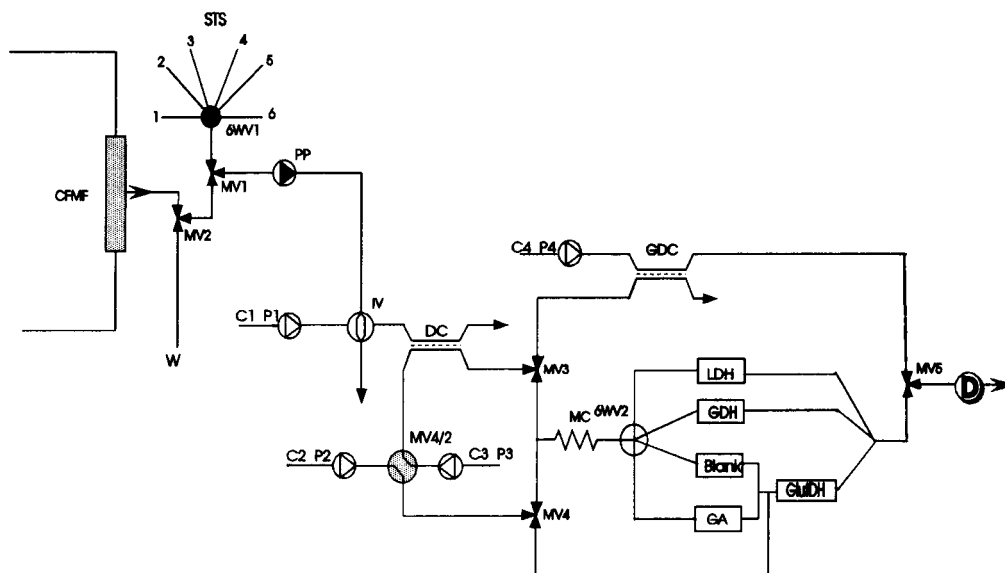 STS
3 4
2 5
1 6
6WV1
PP
MV1
CFMF
MV2
W
C4 P4
GDC
IV
C1 P1
DC
MV3
MV5
D
LDH
MC
6WV2
GDH
MV4/2
C2 P2
C3 P3
Blank
GlutDH
MV4
GA